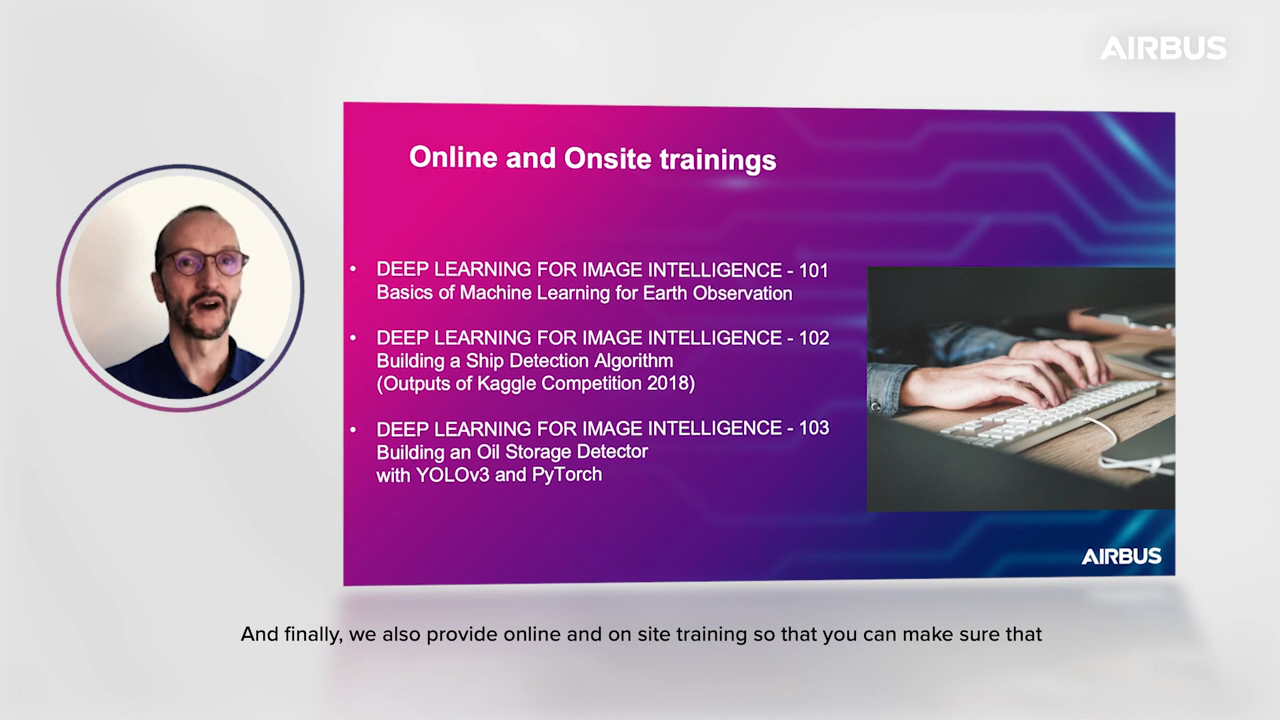 AIRBUS
Online and Onsite trainings
• DEEP LEARNING FOR IMAGE INTELLIGENCE - 101
Basics of Machine Learning for Earth Observation
• DEEP LEARNING FOR IMAGE INTELLIGENCE - 102
Building a Ship Detection Algorithm
(Outputs of Kaggle Competition 2018)
• DEEP LEARNING FOR IMAGE INTELLIGENCE - 103
Building an Oil Storage Detector
with YOLOv3 and PyTorch
AIRBUS
And finally, we also provide online and on site training so that you can make sure that